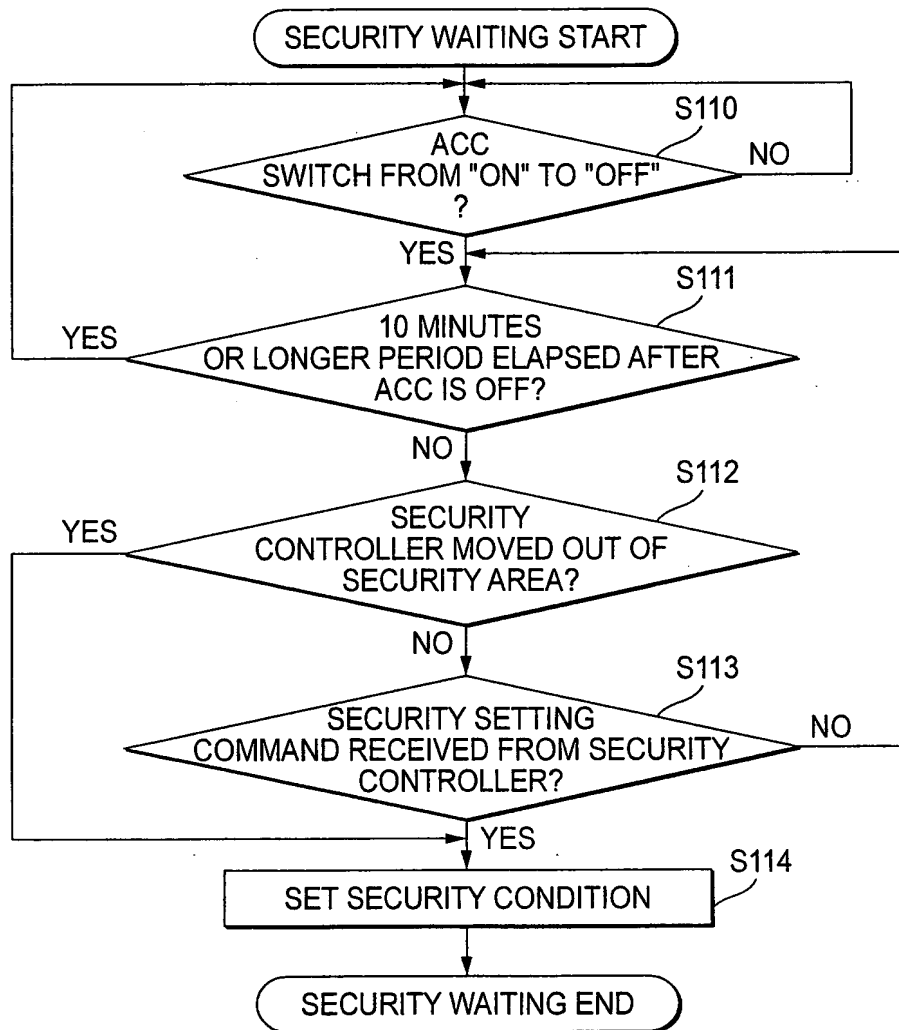 SECURITY WAITING START
S110
ACC
SWITCH FROM "ON" TO "OFF"
?
NO
YES
S111
YES
10 MINUTES
OR LONGER PERIOD ELAPSED AFTER
ACC IS OFF?
NO
S112
YES
SECURITY
CONTROLLER MOVED OUT OF
SECURITY AREA?
NO
S113
SECURITY SETTING
COMMAND RECEIVED FROM SECURITY
CONTROLLER?
NO
YES
S114
SET SECURITY CONDITION
SECURITY WAITING END